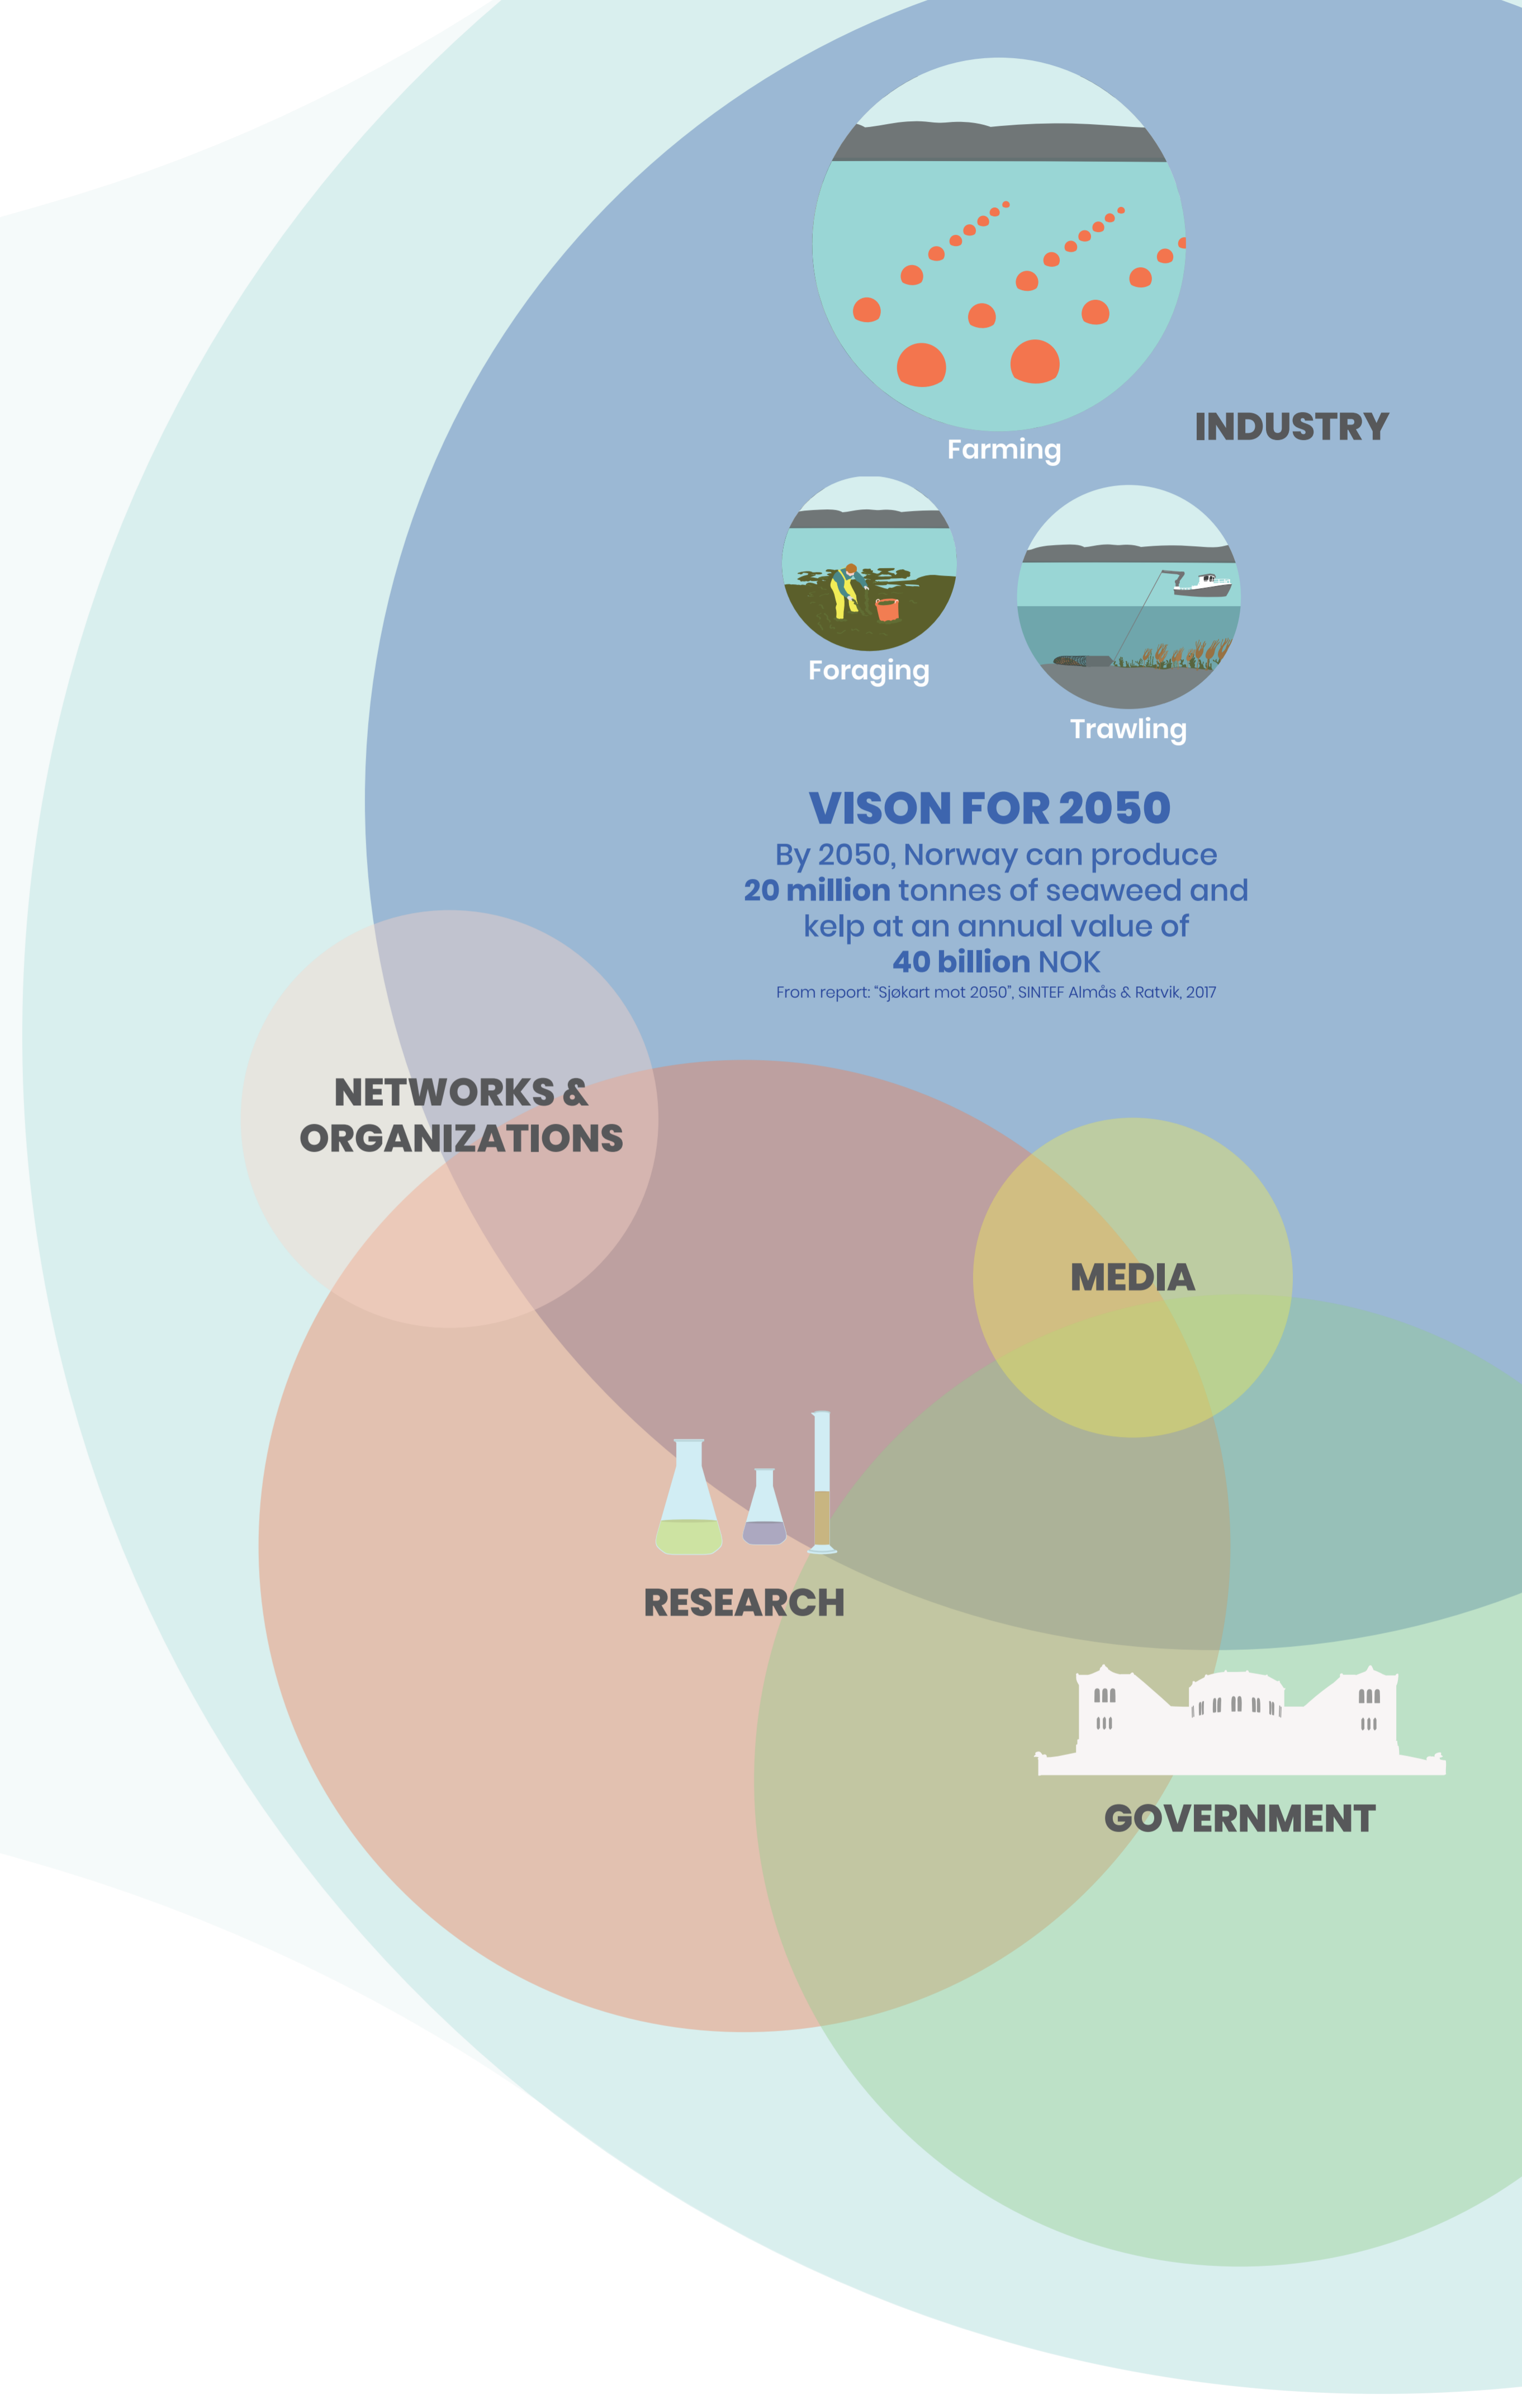 INDUSTRY
Farming
Foraging
Trawling
VISON FOR 2050
By 2050, Norway can produce
20 million tonnes of seaweed and
kelp at an annual value of
40 billion NOK
From report: “Sjøkart mot 2050”, SINTEF Almås & Ratvik, 2017
NETWORKS &
ORGANIZATIONS
MEDIA
RESEARCH
GOVERNMENT